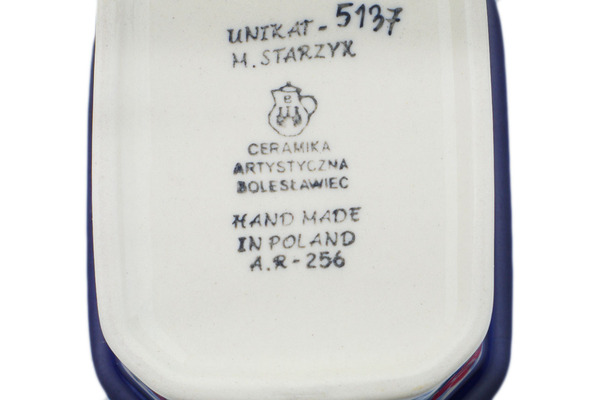 UNIKAT - 5137
M. STARZYK
e
CERAMIKA
ARTYSTYCZNA
BOLESŁAWIEC
HAND MADE
IN POLAND
A.R - 256